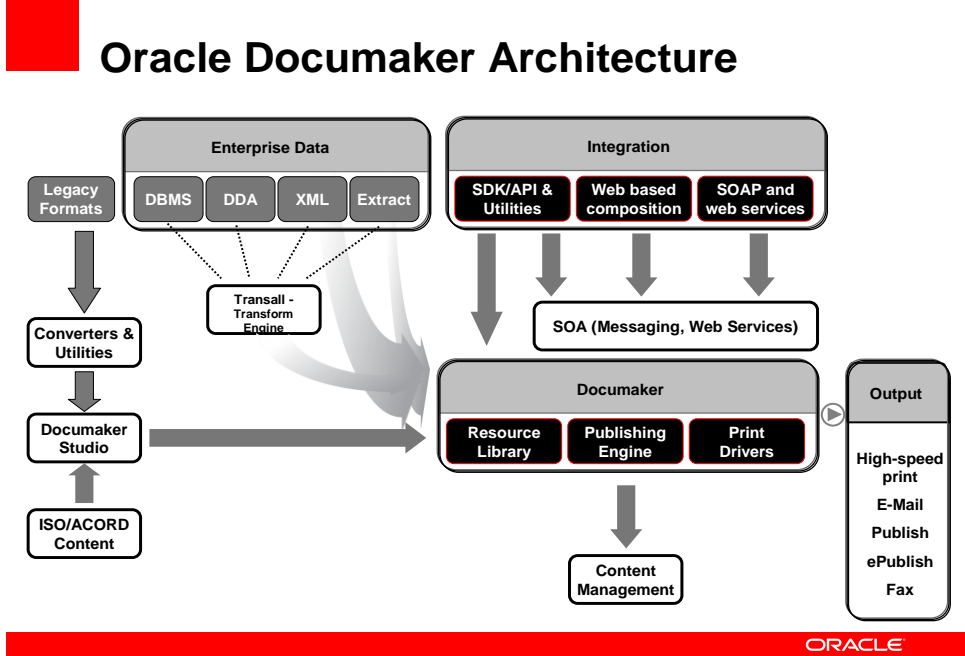 Oracle Documaker Architecture
Enterprise Data
DBMS
DDA
XML
Extract
Integration
SDK/API &
Utilities
Web based
composition
SOAP and
web services
Legacy
Formats
Transall -
Transform
Engine
Converters &
Utilities
SOA (Messaging, Web Services)
Documaker
Resource
Library
Publishing
Engine
Print
Drivers
Documaker
Studio
ISO/ACORD
Content
Content
Management
Output
High-speed
print
E-Mail
Publish
ePublish
Fax
ORACLE